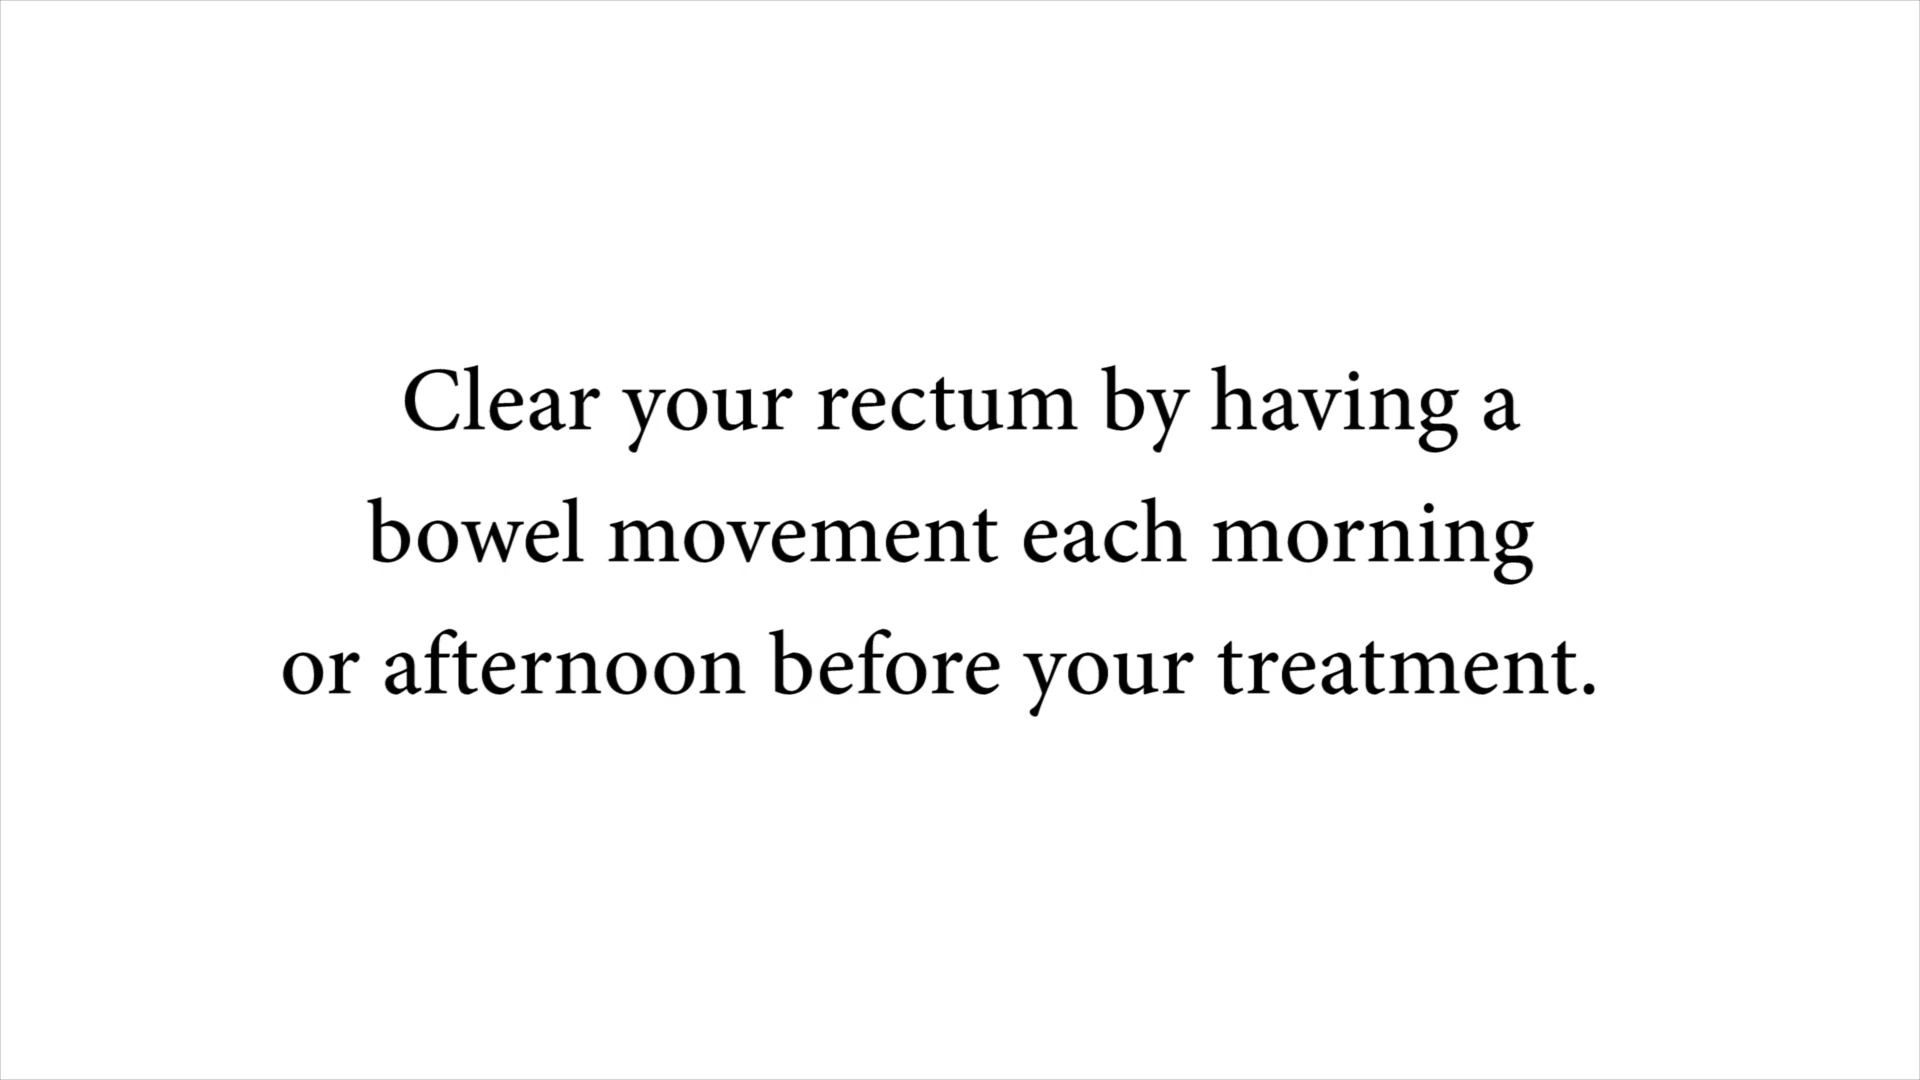 Clear your rectum by having a
bowel movement each morning
or afternoon before your treatment.